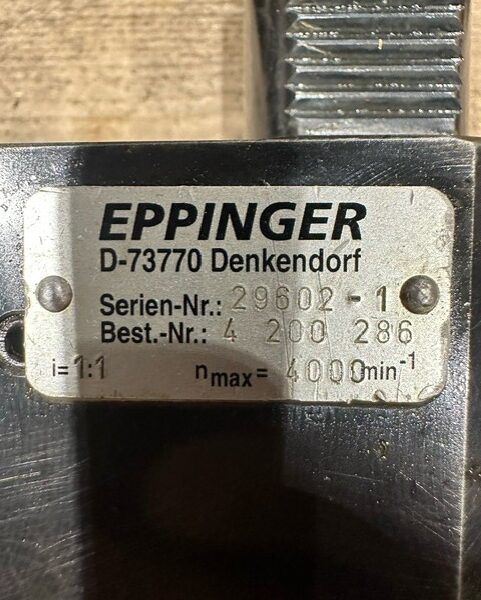 EPPINGER
D-73770 Denkendorf
Serien-Nr.: 29602-1
Best.-Nr.: 4 200 286
i= 1:1 nmax= 4000min-1